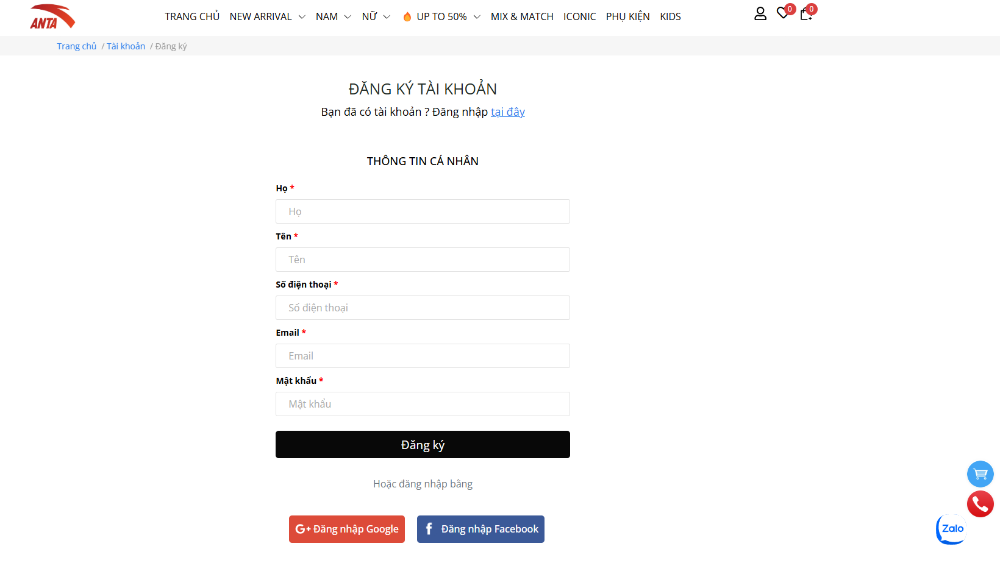 ANTA
TRANG CHỦ NEW ARRIVAL NAM NỮ UP TO 50% MIX & MATCH ICONIC PHỤ KIỆN KIDS 0 0
Trang chủ / Tài khoản / Đăng ký
ĐĂNG KÝ TÀI KHOẢN
Bạn đã có tài khoản ? Đăng nhập tại đây
THÔNG TIN CÁ NHÂN
Họ *
Họ
Tên *
Tên
Số điện thoại *
Số điện thoại
Email *
Email
Mật khẩu *
Mật khẩu
Đăng ký
Hoặc đăng nhập bằng
G+ Đăng nhập Google
f Đăng nhập Facebook
Zalo